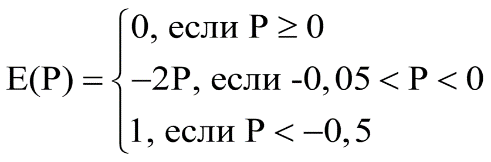 0, если P ≥ 0
E(P) = { −2P, если -0,05 < P < 0
1, если P < −0,5